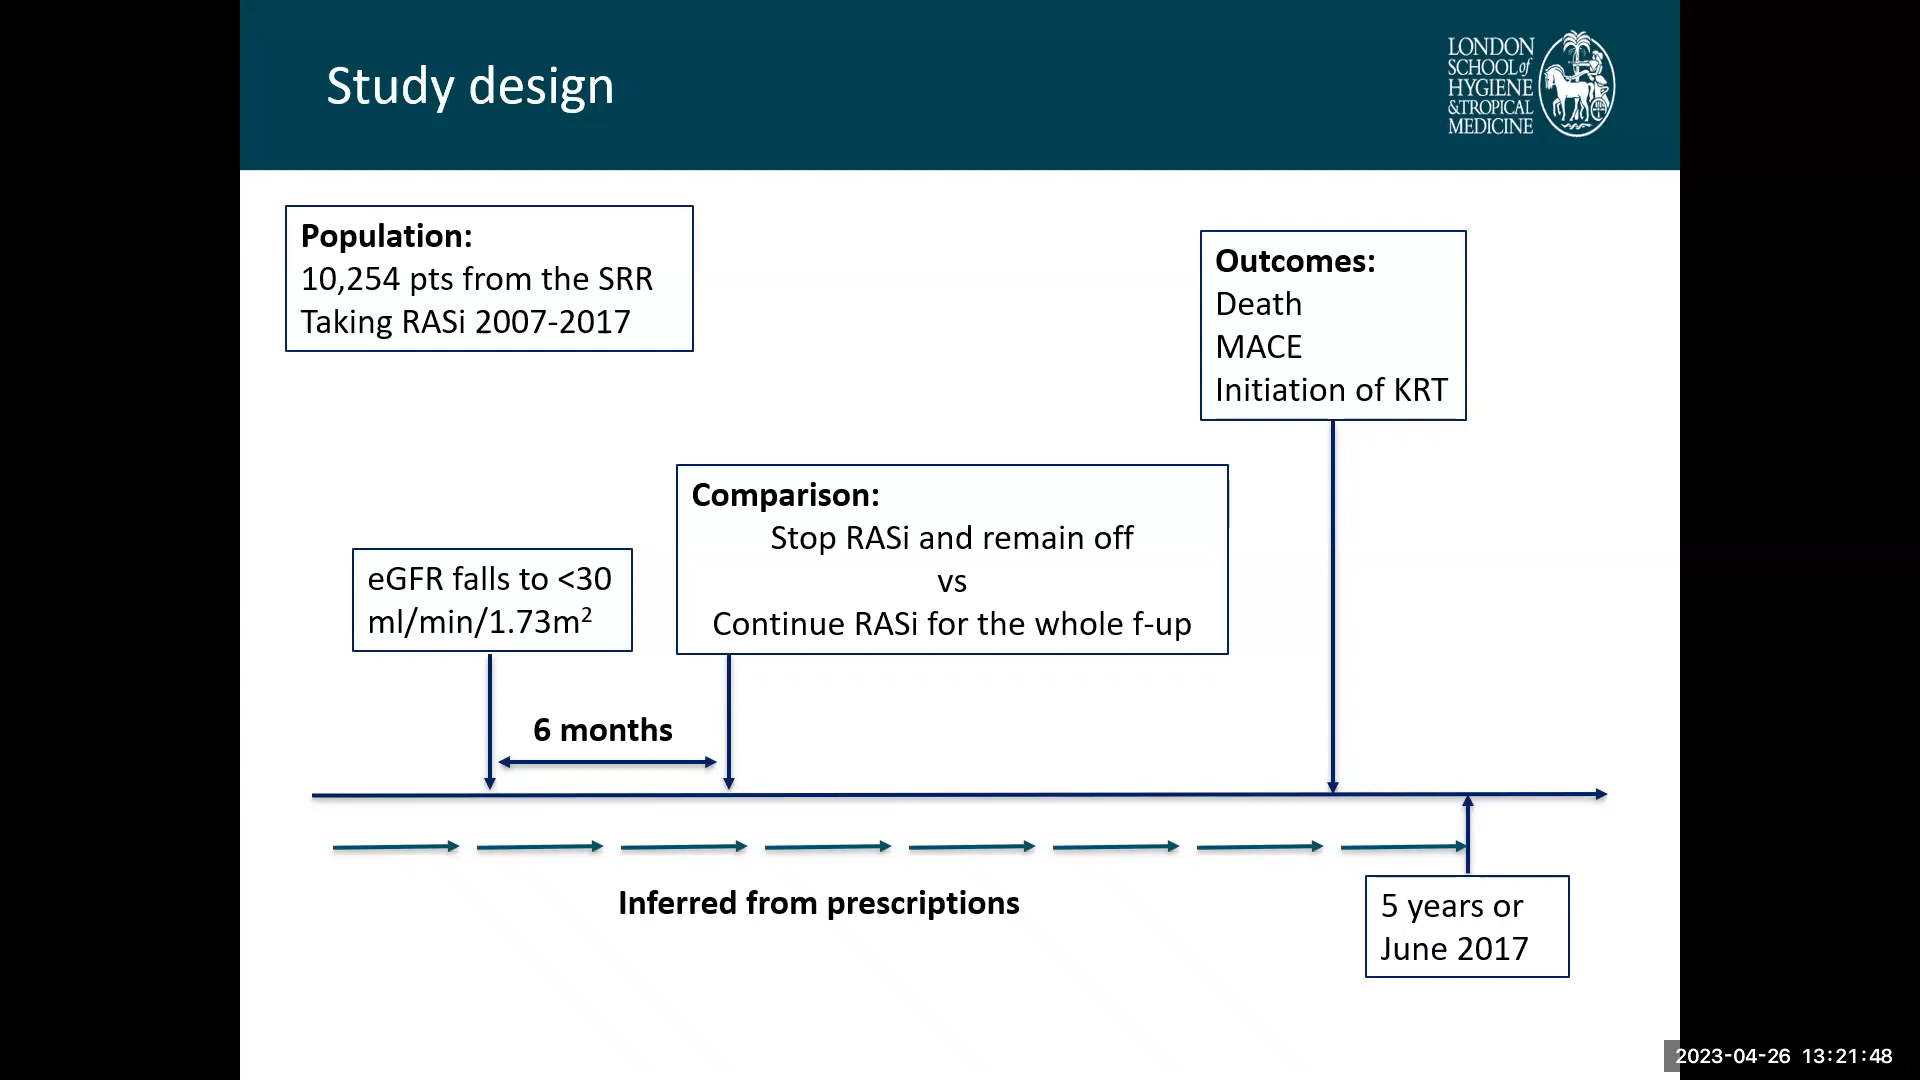 Study design
LONDON
SCHOOL of
HYGIENE
& TROPICAL
MEDICINE
Population:
10,254 pts from the SRR
Taking RASi 2007-2017
Outcomes:
Death
MACE
Initiation of KRT
Comparison:
Stop RASi and remain off
vs
Continue RASi for the whole f-up
eGFR falls to <30
ml/min/1.73m²
6 months
Inferred from prescriptions
5 years or
June 2017
2023-04-26 13:21:48